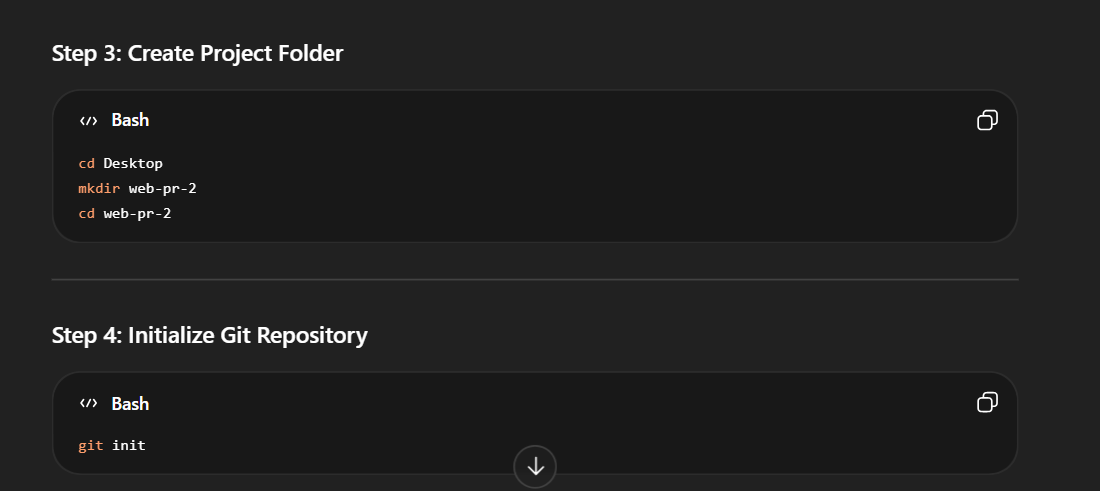 Step 3: Create Project Folder
Bash
cd Desktop
mkdir web-pr-2
cd web-pr-2
Step 4: Initialize Git Repository
Bash
git init